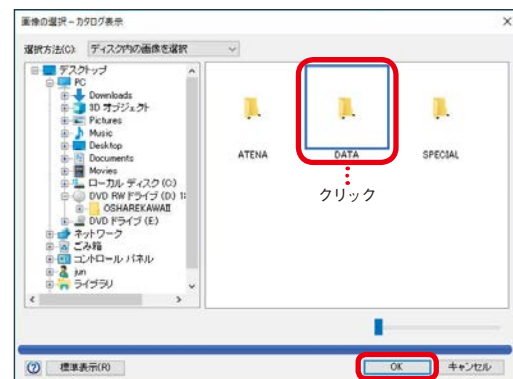 画像の選択 – カタログ表示
選択方法(C): ディスク内の画像を選択
デスクトップ
PC
Downloads
3D オブジェクト
Pictures
Music
Desktop
Documents
Movies
ローカル ディスク (C)
DVD RW ドライブ (D) 1
OSHAREKAWAII
DVD ドライブ (E)
ネットワーク
ごみ箱
コントロール パネル
jun
ライブラリ
ATENA
DATA
SPECIAL
クリック
標準表示(R)
OK
キャンセル